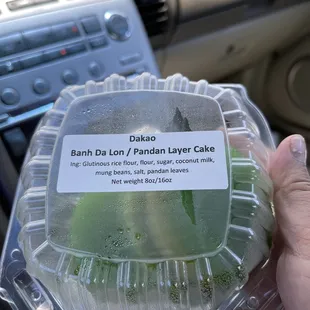 Dakao
Banh Da Lon / Pandan Layer Cake
Ing: Glutinous rice flour, flour, sugar, coconut milk,
mung beans, salt, pandan leaves
Net weight 8oz/16oz